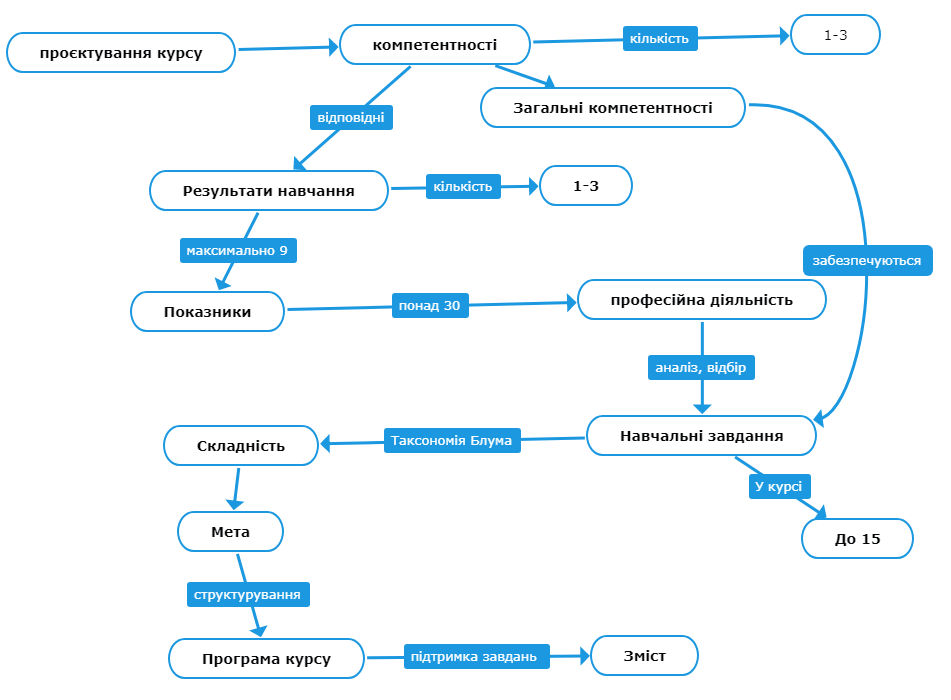 проєктування курсу
компетентності
кількість
1-3
відповідні
Загальні компетентності
Результати навчання
кількість
1-3
максимально 9
забезпечуються
Показники
понад 30
професійна діяльність
аналіз, відбір
Складність
Таксономія Блума
Навчальні завдання
У курсі
Мета
До 15
структурування
Програма курсу
підтримка завдань
Зміст